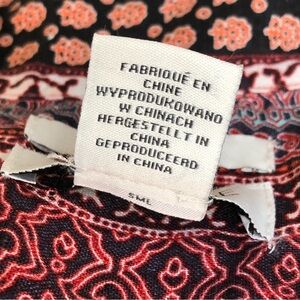 FABRIQUÉ EN
CHINE
WYPRODUKOWANO
W CHINACH
HERGESTELLT IN
CHINA
GEPRODUCEERD
IN CHINA
SML